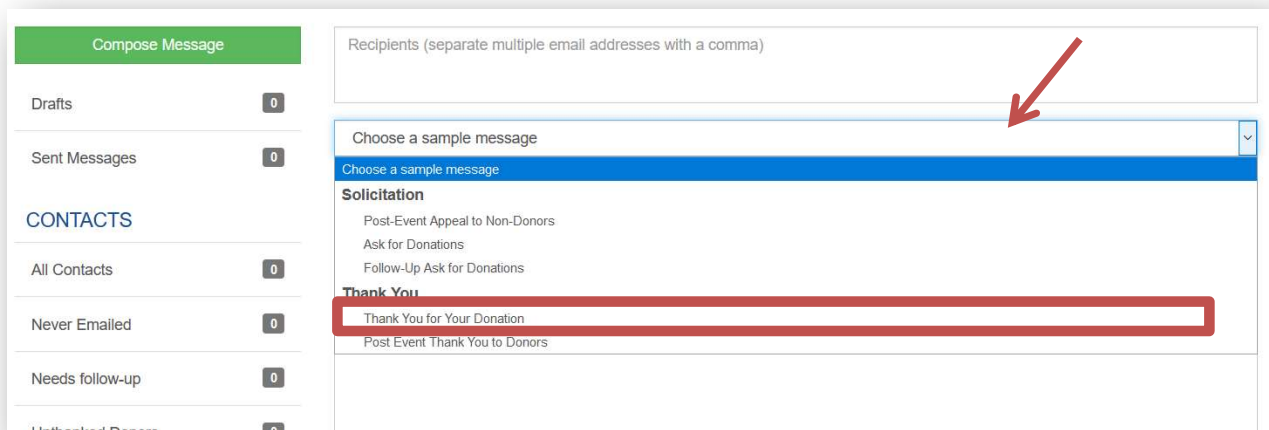 Compose Message
Drafts 0
Sent Messages 0
CONTACTS
All Contacts 0
Never Emailed 0
Needs follow-up 0
Unthanked Donors 0
Recipients (separate multiple email addresses with a comma)
Choose a sample message
Choose a sample message
Solicitation
Post-Event Appeal to Non-Donors
Ask for Donations
Follow-Up Ask for Donations
Thank You
Thank You for Your Donation
Post Event Thank You to Donors